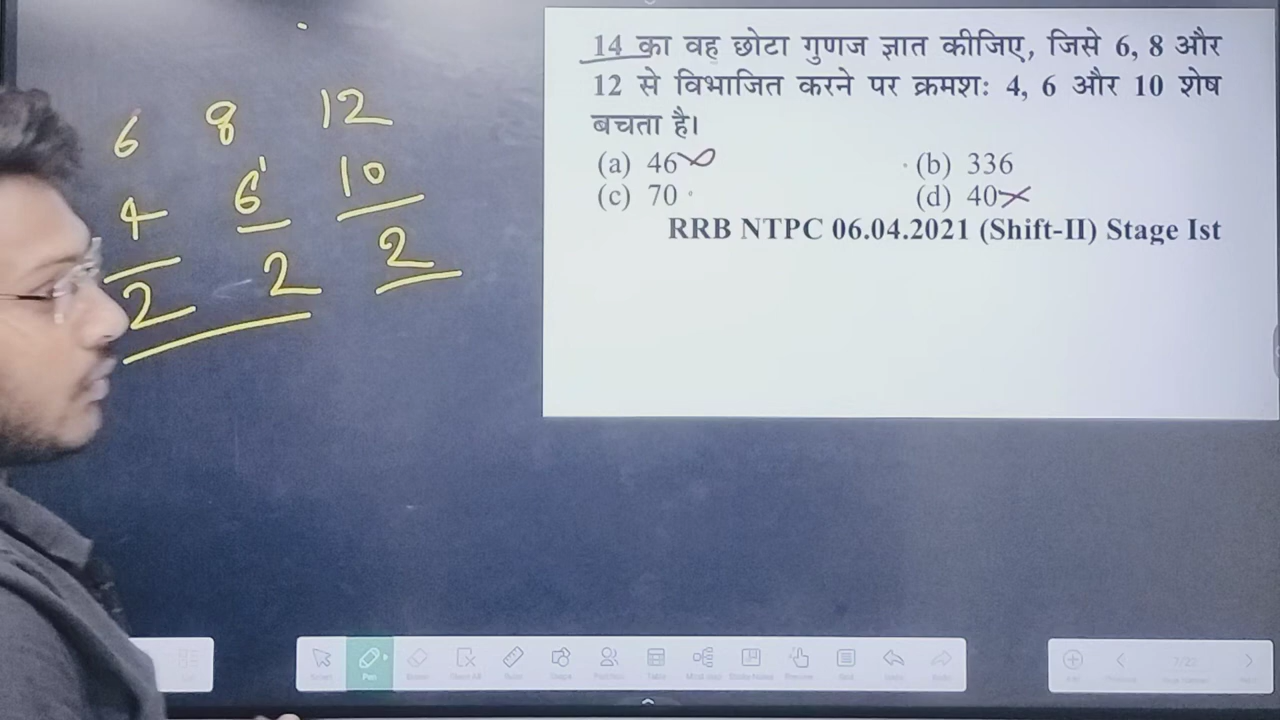 6 8 12
4 6 10
2 2 2
14 का वह छोटा गुणज ज्ञात कीजिए, जिसे 6, 8 और
12 से विभाजित करने पर क्रमशः 4, 6 और 10 शेष
बचता है।
(a) 46 (b) 336
(c) 70 (d) 40
RRB NTPC 06.04.2021 (Shift-II) Stage Ist
Pen